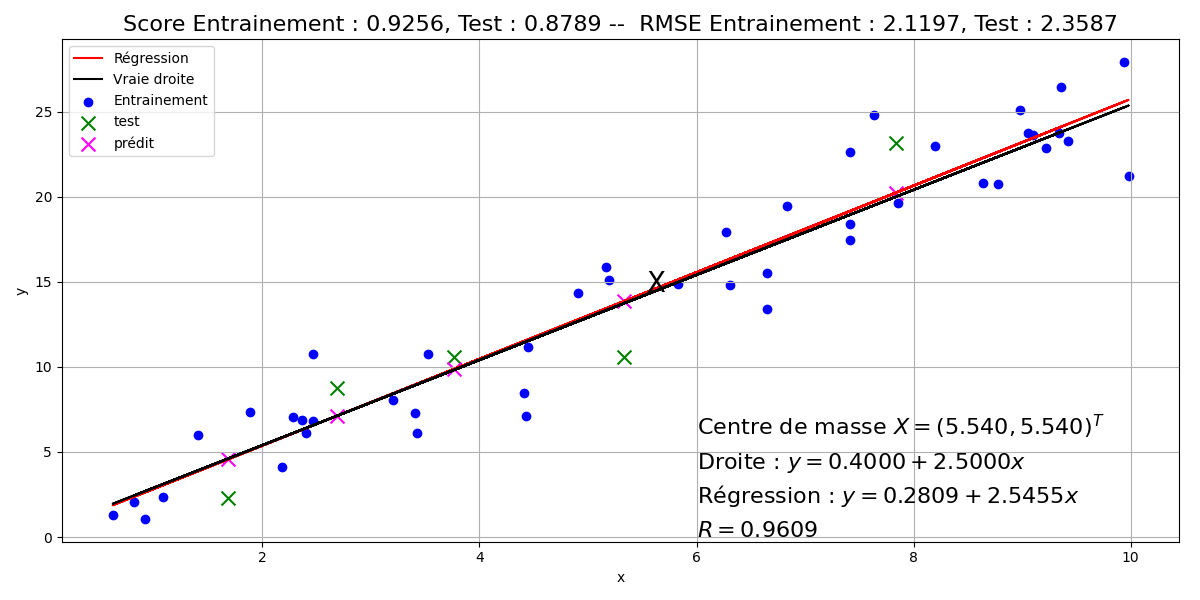 Score Entrainement : 0.9256, Test : 0.8789 --  RMSE Entrainement : 2.1197, Test : 2.3587
Régression
Vraie droite
Entrainement
test
prédit
25
20
15
10
5
0
y
X
Centre de masse X = (5.540, 5.540)^T
Droite : y = 0.4000 + 2.5000x
Régression : y = 0.2809 + 2.5455x
R = 0.9609
2 4 6 8 10
x